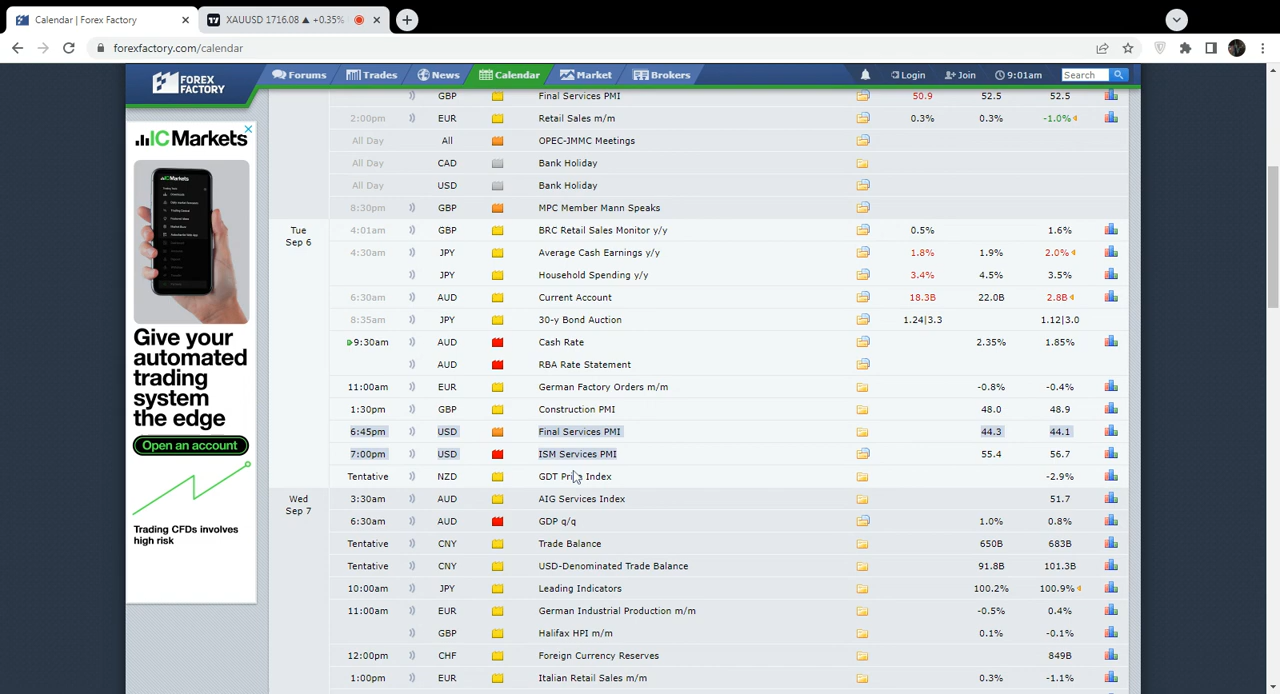 Calendar | Forex Factory
XAUUSD 1716.08 ▲ +0.35%
forexfactory.com/calendar
FOREX FACTORY
Forums Trades News Calendar Market Brokers Login Join 9:01am Search
IC Markets
Give your
automated
trading
system
the edge
Open an account
Trading CFDs involves
high risk
GBP Final Services PMI 50.9 52.5 52.5
2:00pm EUR Retail Sales m/m 0.3% 0.3% -1.0%
All Day All OPEC-JMMC Meetings
All Day CAD Bank Holiday
All Day USD Bank Holiday
8:30pm MPC Member Mann Speaks
Tue
Sep 6
4:01am GBP BRC Retail Sales Monitor y/y 0.5% 1.6%
4:30am JPY Average Cash Earnings y/y 1.8% 1.9% 2.0%
JPY Household Spending y/y 3.4% 4.5% 3.5%
6:30am AUD Current Account 18.3B 22.0B 2.8B
8:35am JPY 30-y Bond Auction 1.24|3.3 1.12|3.0
9:30am AUD Cash Rate 2.35% 1.85%
AUD RBA Rate Statement
11:00am EUR German Factory Orders m/m -0.8% -0.4%
1:30pm GBP Construction PMI 48.0 48.9
6:45pm USD Final Services PMI 44.3 44.1
7:00pm USD ISM Services PMI 55.4 56.7
Tentative NZD GDT Price Index -2.9%
Wed
Sep 7
3:30am AUD AIG Services Index 51.7
6:30am AUD GDP q/q 1.0% 0.8%
Tentative CNY Trade Balance 650B 683B
Tentative CNY USD-Denominated Trade Balance 91.8B 101.3B
10:00am JPY Leading Indicators 100.2% 100.9%
11:00am EUR German Industrial Production m/m -0.5% 0.4%
GBP Halifax HPI m/m 0.1% -0.1%
12:00pm CHF Foreign Currency Reserves 849B
1:00pm EUR Italian Retail Sales m/m 0.3% -1.1%